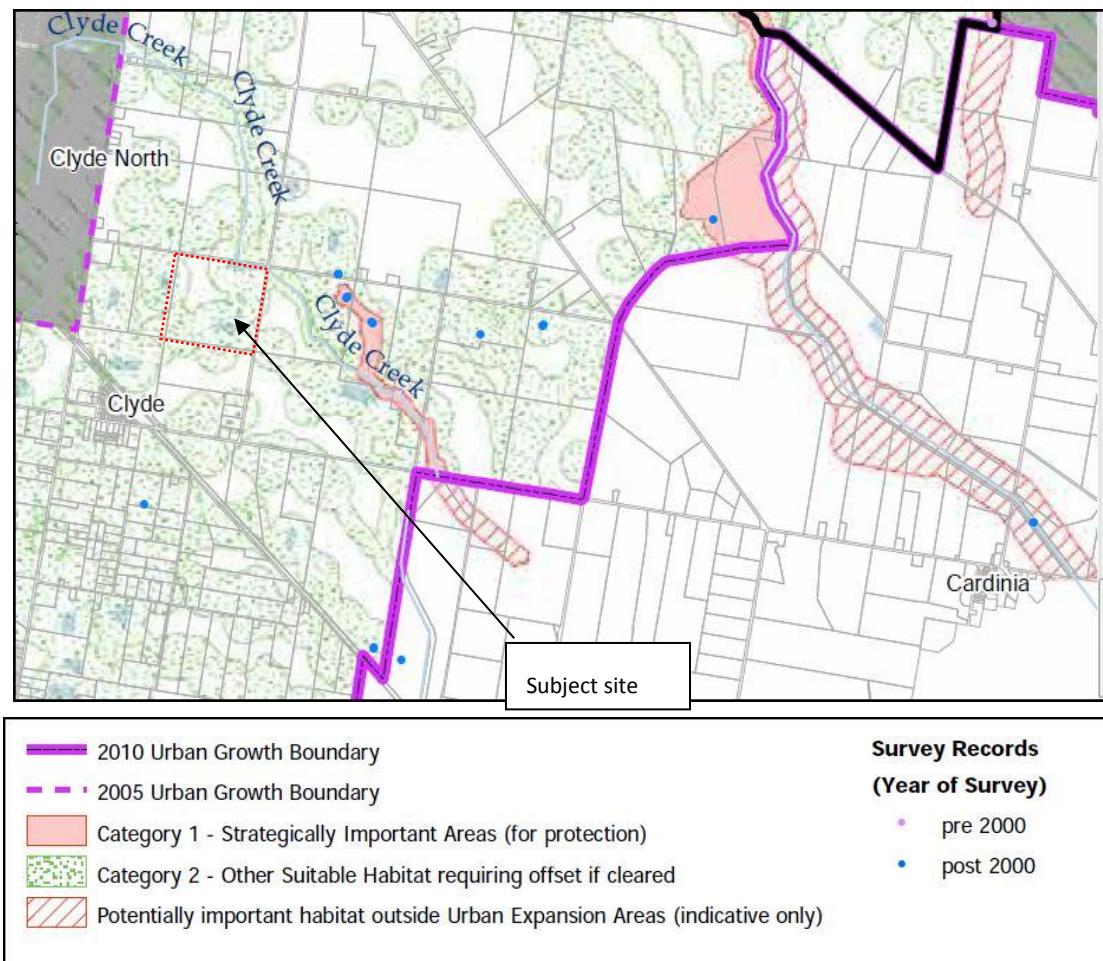 Clyde Creek
Clyde Creek
Clyde North
Clyde Creek
Clyde
Cardinia
Subject site
2010 Urban Growth Boundary
2005 Urban Growth Boundary
Category 1 - Strategically Important Areas (for protection)
Category 2 - Other Suitable Habitat requiring offset if cleared
Potentially important habitat outside Urban Expansion Areas (indicative only)
Survey Records
(Year of Survey)
pre 2000
post 2000